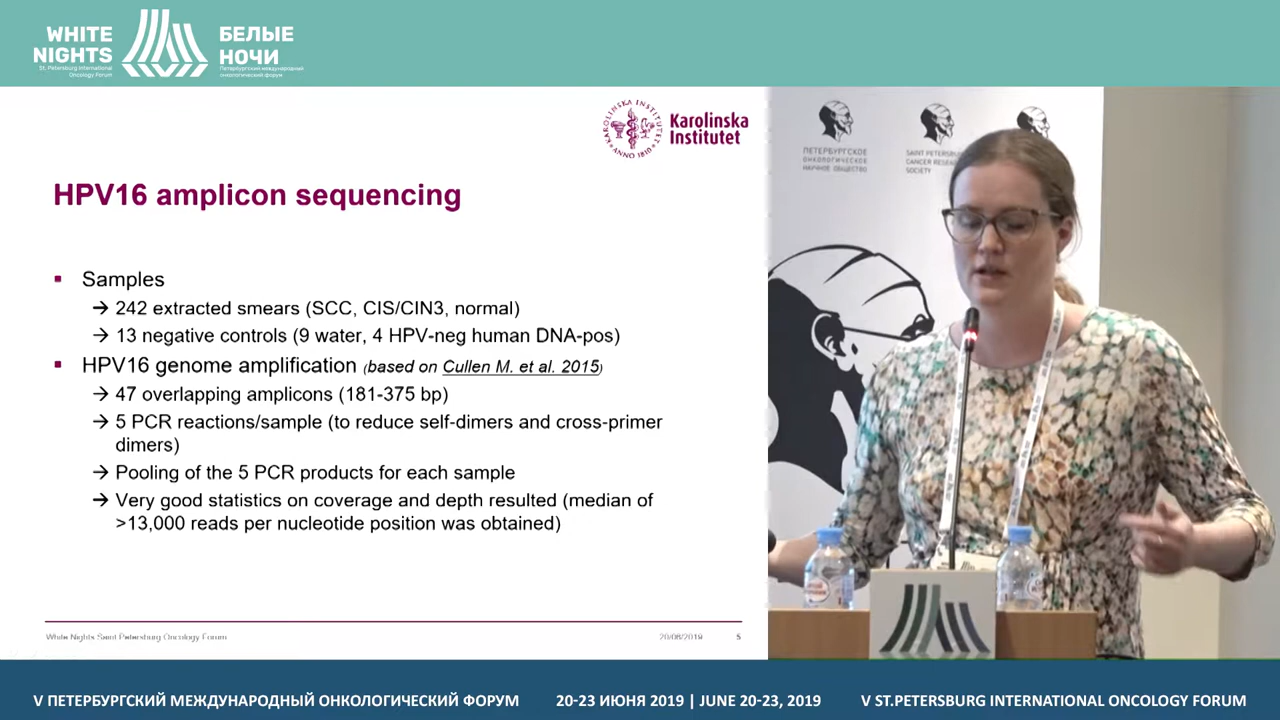 WHITE
NIGHTS
St. Petersburg International
Oncology Forum
БЕЛЫЕ
НОЧИ
Петербургский международный
онкологический форум
KAROLINSKA INSTITUTET
ANNO 1810
Karolinska
Institutet
HPV16 amplicon sequencing
▪ Samples
→ 242 extracted smears (SCC, CIS/CIN3, normal)
→ 13 negative controls (9 water, 4 HPV-neg human DNA-pos)
▪ HPV16 genome amplification (based on Cullen M. et al. 2015)
→ 47 overlapping amplicons (181-375 bp)
→ 5 PCR reactions/sample (to reduce self-dimers and cross-primer
dimers)
→ Pooling of the 5 PCR products for each sample
→ Very good statistics on coverage and depth resulted (median of
>13,000 reads per nucleotide position was obtained)
White Nights Saint Petersburg Oncology Forum
20/06/2019
5
ПЕТЕРБУРГСКОЕ
ОНКОЛОГИЧЕСКОЕ
НАУЧНОЕ ОБЩЕСТВО
SAINT PETERSBURG
CANCER
SOCIETY
V ПЕТЕРБУРГСКИЙ МЕЖДУНАРОДНЫЙ ОНКОЛОГИЧЕСКИЙ ФОРУМ
20-23 ИЮНЯ 2019 | JUNE 20-23, 2019
V ST.PETERSBURG INTERNATIONAL ONCOLOGY FORUM